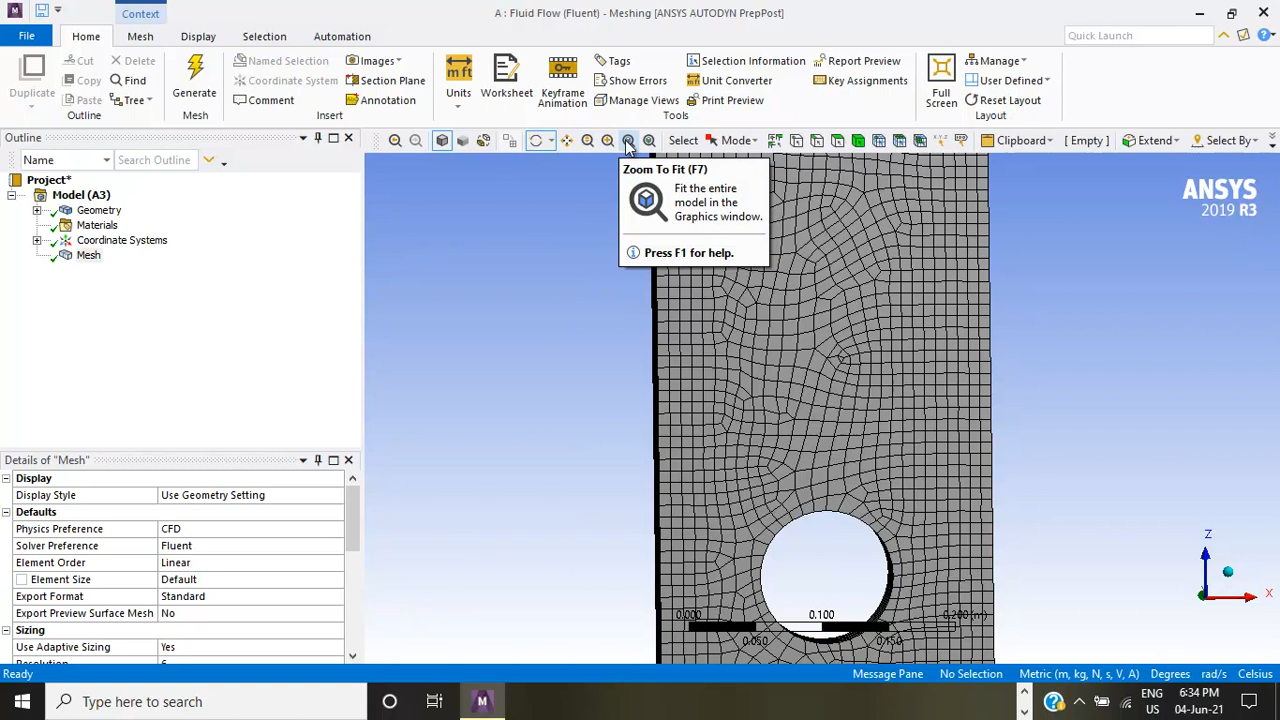 Context
A : Fluid Flow (Fluent) - Meshing [ANSYS AUTODYN PrepPost]
File
Home
Mesh
Display
Selection
Automation
Quick Launch
Duplicate
Cut
Copy
Paste
Delete
Find
Tree
Outline
Generate
Mesh
Named Selection
Coordinate System
Comment
Images
Section Plane
Annotation
Insert
Units
Worksheet
Keyframe
Animation
Tags
Show Errors
Manage Views
Selection Information
Unit Converter
Print Preview
Report Preview
Key Assignments
Tools
Full
Screen
Manage
User Defined
Reset Layout
Layout
Outline
Select
Mode
Clipboard
[ Empty ]
Extend
Select By
Name
Search Outline
Project*
Model (A3)
Geometry
Materials
Coordinate Systems
Mesh
Zoom To Fit (F7)
Fit the entire
model in the
Graphics window.
Press F1 for help.
ANSYS
2019 R3
Details of "Mesh"
Display
Display Style Use Geometry Setting
Defaults
Physics Preference CFD
Solver Preference Fluent
Element Order Linear
Element Size Default
Export Format Standard
Export Preview Surface Mesh No
Sizing
Use Adaptive Sizing Yes
0.000
0.100
0.200 (m)
0.050
0.150
Z
X
Ready
Message Pane
No Selection
Metric (m, kg, N, s, V, A)
Degrees
rad/s
Celsius
Type here to search
ENG
US
6:34 PM
04-Jun-21